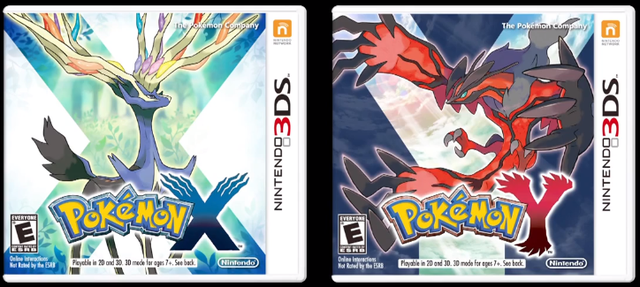 The Pokémon Company
NINTENDO
NETWORK
NINTENDO 3DS™
POKéMON X
EVERYONE
E
ESRB
Online Interactions
Not Rated by the ESRB
Playable in 2D and 3D. 3D mode for ages 7+. See back.
Nintendo
The Pokémon Company
NINTENDO
NETWORK
NINTENDO 3DS™
POKéMON Y
EVERYONE
E
ESRB
Online Interactions
Not Rated by the ESRB
Playable in 2D and 3D. 3D mode for ages 7+. See back.
Nintendo